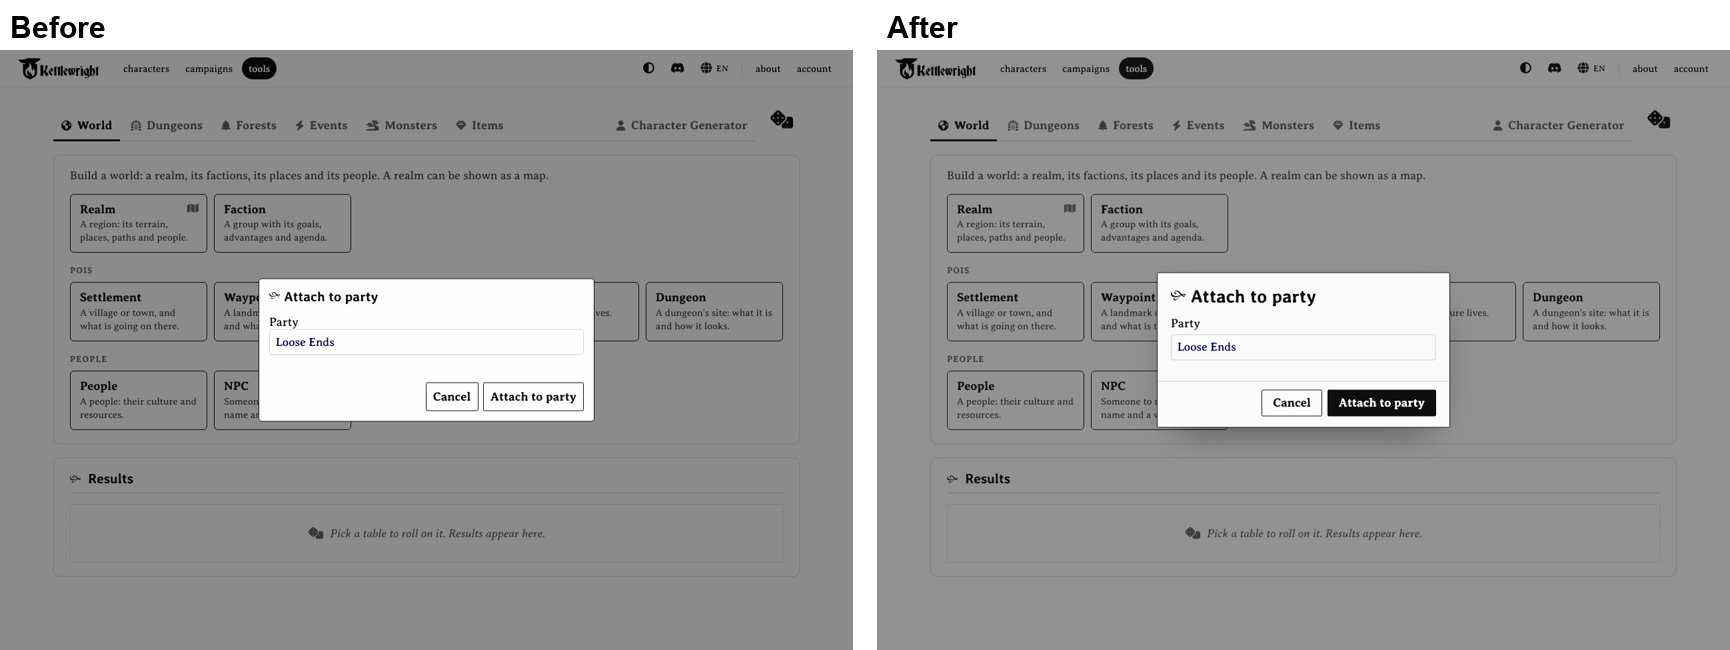 Before
Kettlewright characters campaigns tools EN about account
World Dungeons Forests Events Monsters Items Character Generator
Build a world: a realm, its factions, its places and its people. A realm can be shown as a map.
Realm
A region: its terrain,
places, paths and people.
Faction
A group with its goals,
advantages and agenda.
POIS
Settlement
A village or town, and
what is going on there.
Dungeon
A dungeon's site: what it is
and how it looks.
PEOPLE
People
A people: their culture and
resources.
NPC
Attach to party
Party
Loose Ends
Cancel Attach to party
Results
Pick a table to roll on it. Results appear here.
After
Kettlewright characters campaigns tools EN about account
World Dungeons Forests Events Monsters Items Character Generator
Build a world: a realm, its factions, its places and its people. A realm can be shown as a map.
Realm
A region: its terrain,
places, paths and people.
Faction
A group with its goals,
advantages and agenda.
POIS
Settlement
A village or town, and
what is going on there.
Waypoint
A landmark
and what is
lives.
Dungeon
A dungeon's site: what it is
and how it looks.
PEOPLE
People
A people: their culture and
resources.
NPC
Someone to
name and a
Attach to party
Party
Loose Ends
Cancel Attach to party
Results
Pick a table to roll on it. Results appear here.